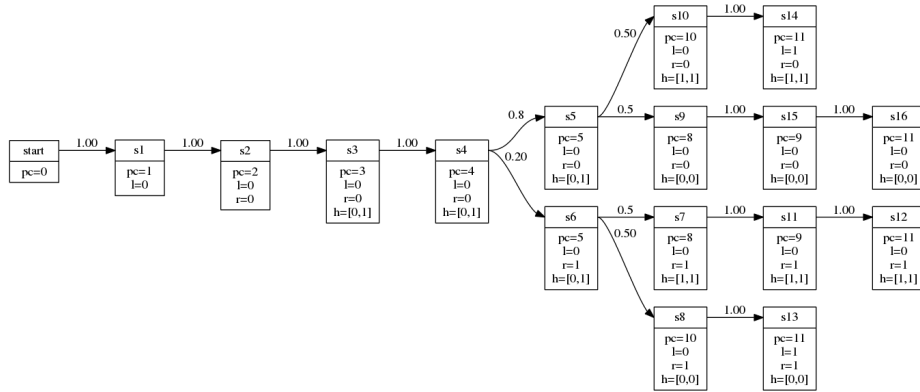 start
pc=0
1.00
s1
pc=1
l=0
1.00
s2
pc=2
l=0
r=0
1.00
s3
pc=3
l=0
r=0
h=[0,1]
1.00
s4
pc=4
l=0
r=0
h=[0,1]
0.8
0.20
s5
pc=5
l=0
r=0
h=[0,1]
0.50
0.5
s10
pc=10
l=0
r=0
h=[1,1]
1.00
s14
pc=11
l=1
r=0
h=[1,1]
s9
pc=8
l=0
r=0
h=[0,0]
1.00
s15
pc=9
l=0
r=0
h=[0,0]
1.00
s16
pc=11
l=0
r=0
h=[0,0]
s6
pc=5
l=0
r=1
h=[0,1]
0.5
0.50
s7
pc=8
l=0
r=1
h=[1,1]
1.00
s11
pc=9
l=0
r=1
h=[1,1]
1.00
s12
pc=11
l=0
r=1
h=[1,1]
s8
pc=10
l=0
r=1
h=[0,0]
1.00
s13
pc=11
l=1
r=1
h=[0,0]